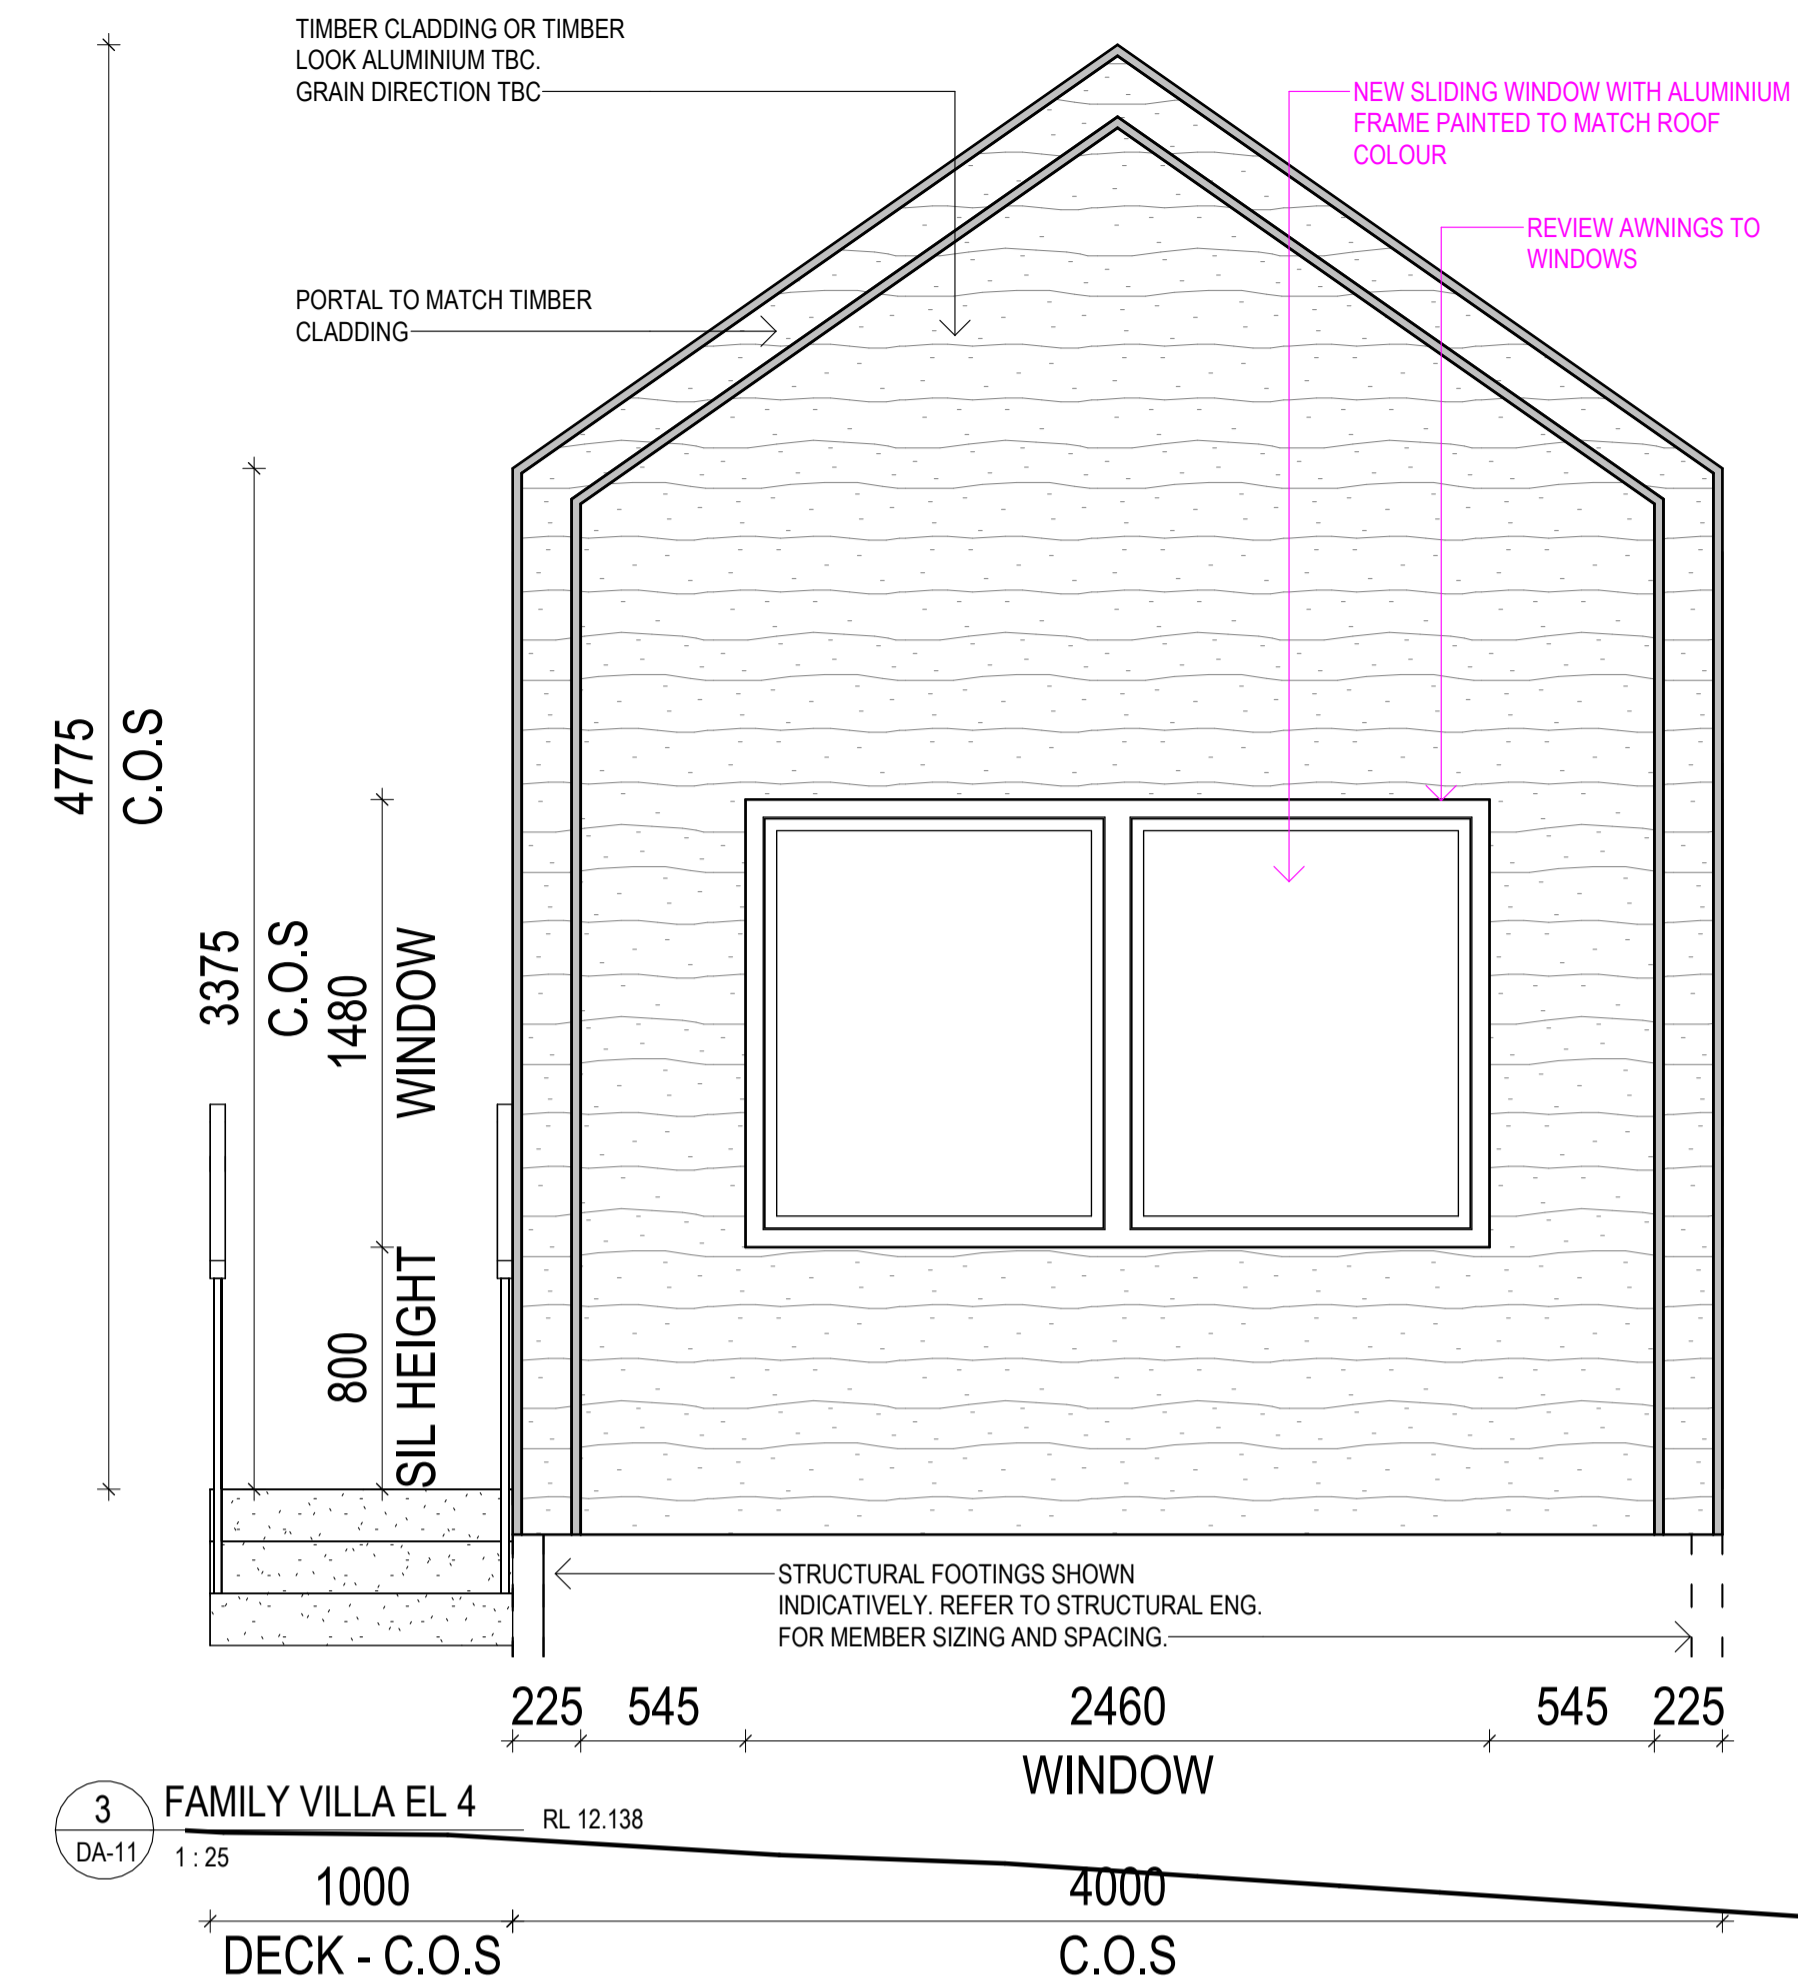 TIMBER CLADDING OR TIMBER
LOOK ALUMINIUM TBC.
GRAIN DIRECTION TBC
NEW SLIDING WINDOW WITH ALUMINIUM
FRAME PAINTED TO MATCH ROOF
COLOUR
REVIEW AWNINGS TO
WINDOWS
PORTAL TO MATCH TIMBER
CLADDING
4775
C.O.S
3375
C.O.S
1480
WINDOW
800
SIL HEIGHT
STRUCTURAL FOOTINGS SHOWN
INDICATIVELY. REFER TO STRUCTURAL ENG.
FOR MEMBER SIZING AND SPACING.
225 545 2460 545 225
WINDOW
3
DA-11
FAMILY VILLA EL 4
1 : 25
RL 12.138
1000 4000
DECK - C.O.S C.O.S